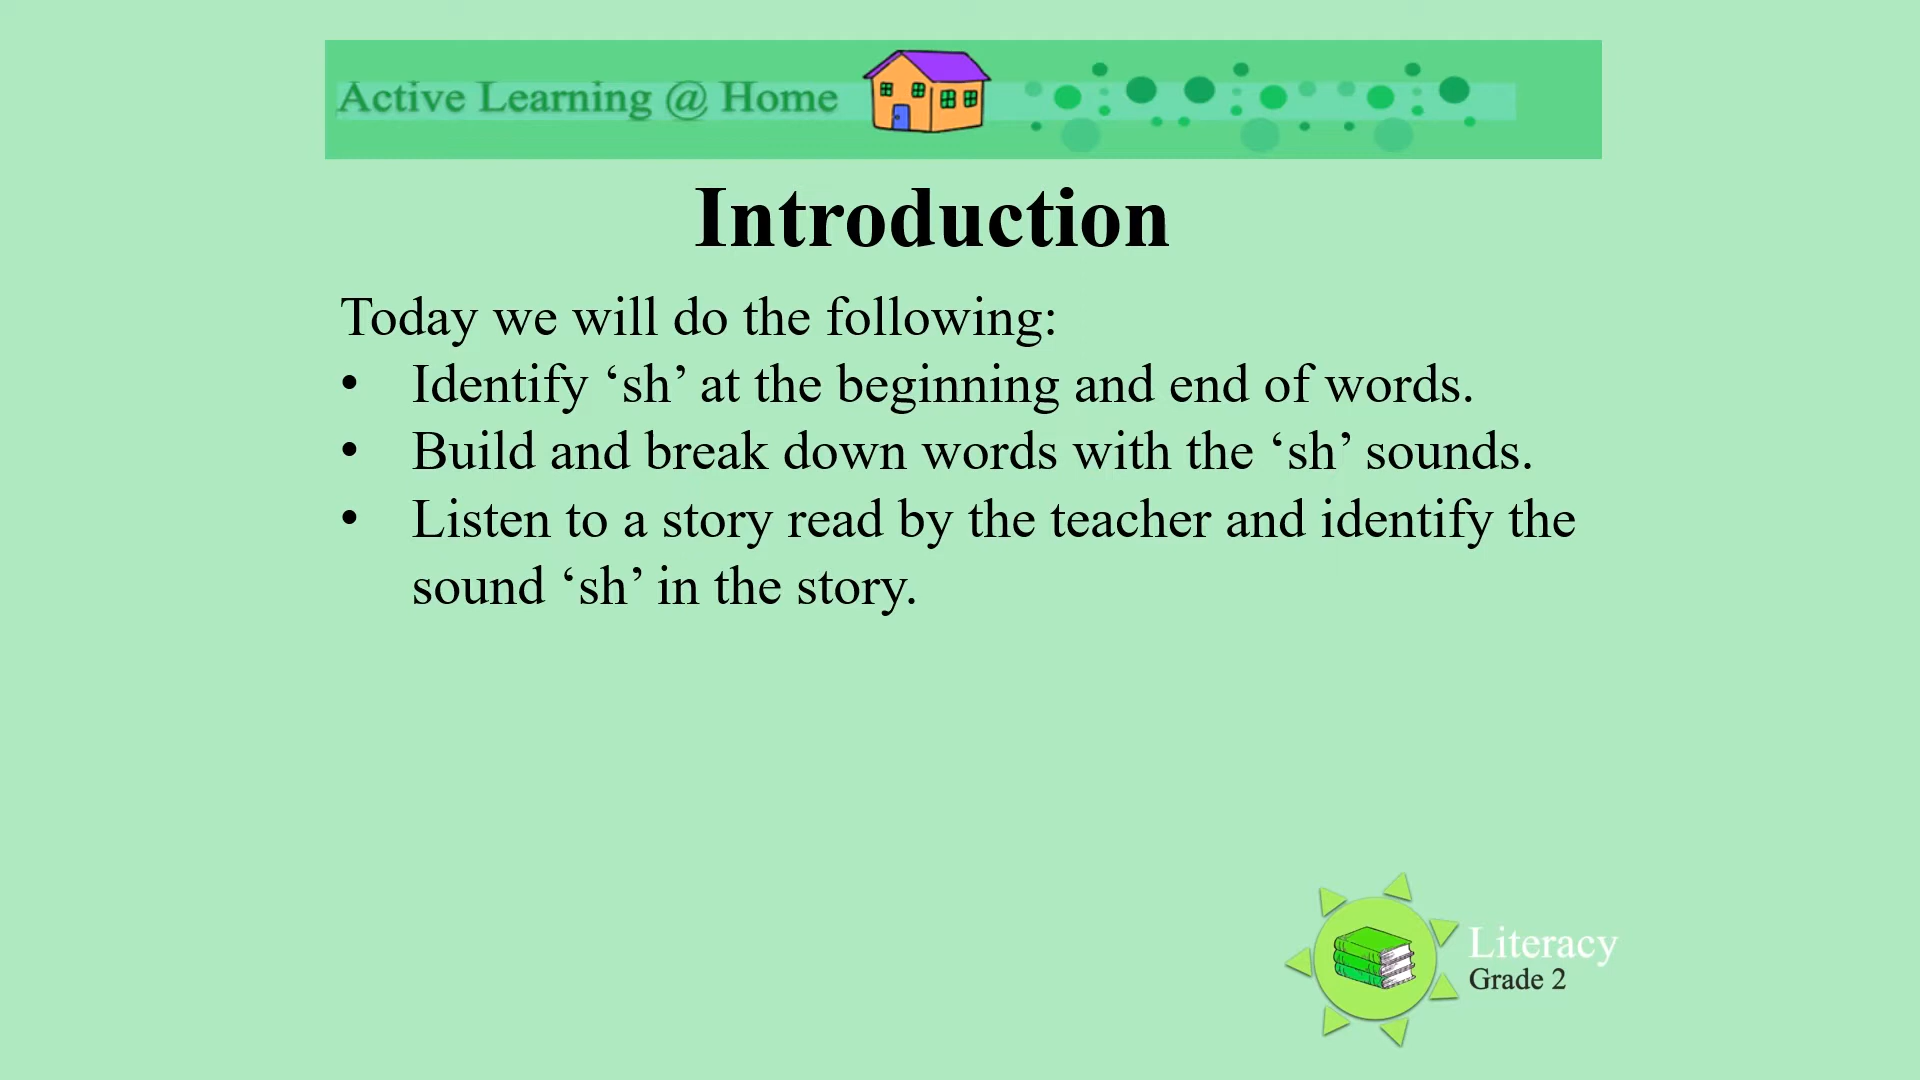 Active Learning @ Home
Introduction
Today we will do the following:
• Identify ‘sh’ at the beginning and end of words.
• Build and break down words with the ‘sh’ sounds.
• Listen to a story read by the teacher and identify the
sound ‘sh’ in the story.
Literacy
Grade 2